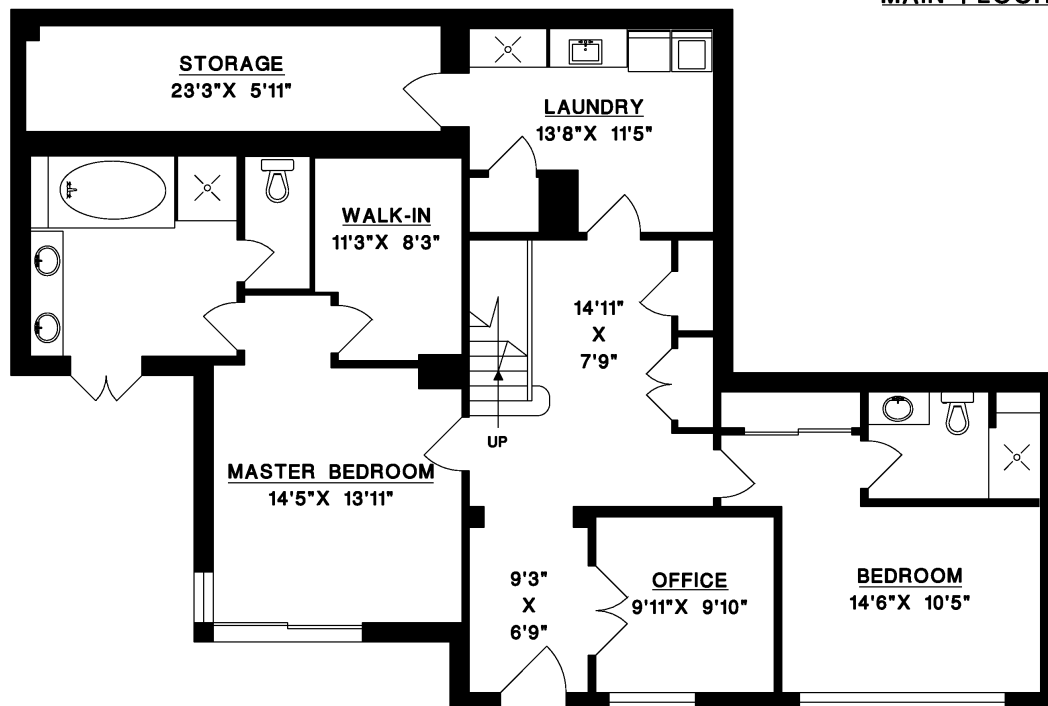 MAIN FLOOR
STORAGE
23'3"X 5'11"
LAUNDRY
13'8"X 11'5"
WALK-IN
11'3"X 8'3"
14'11"
X
7'9"
UP
MASTER BEDROOM
14'5"X 13'11"
9'3"
X
6'9"
OFFICE
9'11"X 9'10"
BEDROOM
14'6"X 10'5"